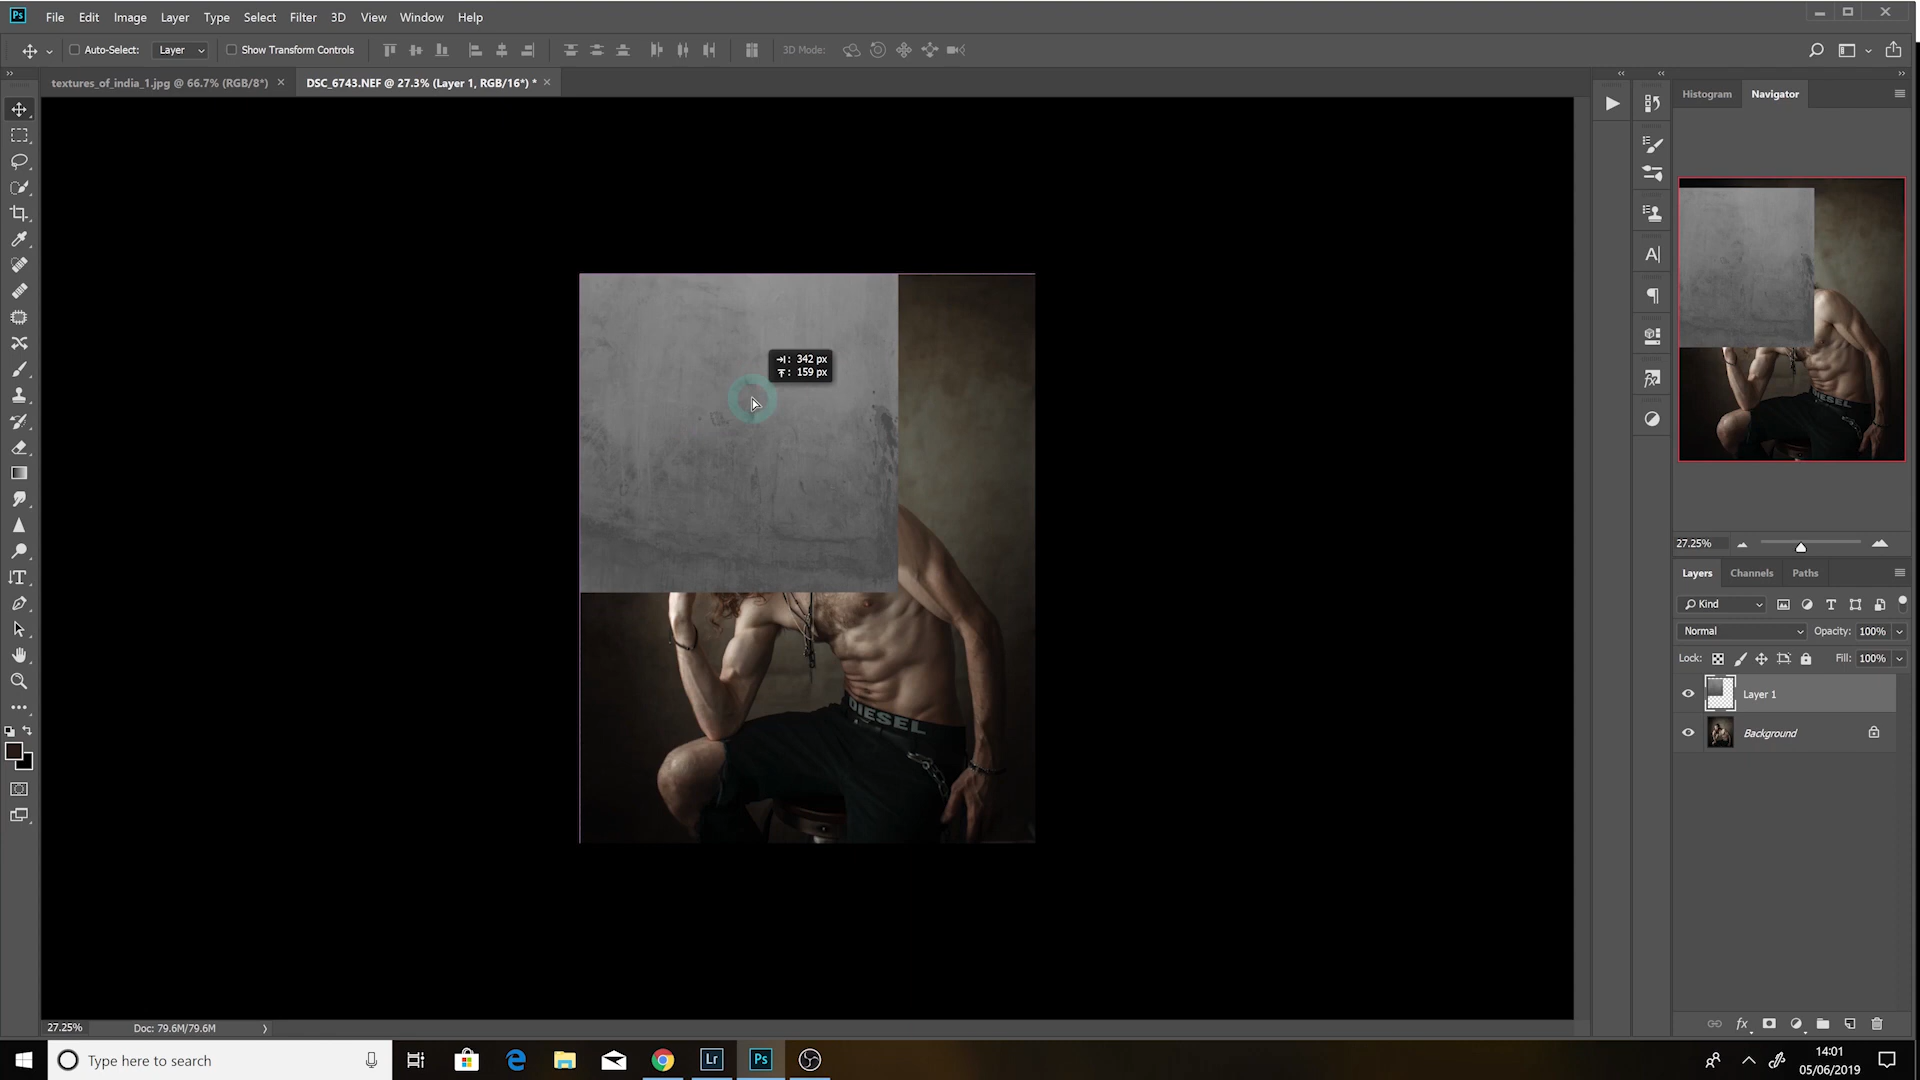 Ps File Edit Image Layer Type Select Filter 3D View Window Help
Auto-Select: Layer Show Transform Controls 3D Mode:
textures_of_india_1.jpg @ 66.7% (RGB/8*) × DSC_6743.NEF @ 27.3% (Layer 1, RGB/16*) * ×
Histogram Navigator
342 px
159 px
DIESEL
27.25%
Layers Channels Paths
Kind
Normal Opacity: 100%
Lock: Fill: 100%
Layer 1
Background
fx
27.25% Doc: 79.6M/79.6M
Type here to search
Lr Ps
14:01
05/06/2019